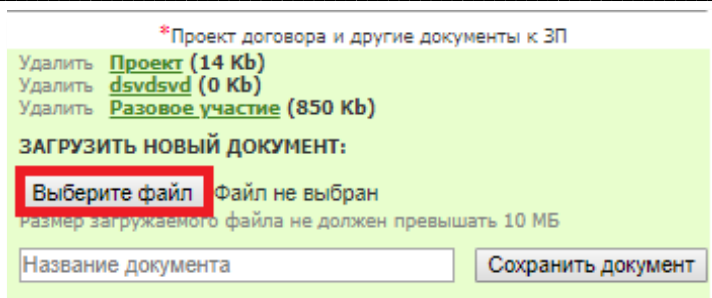 *Проект договора и другие документы к ЗП
Удалить Проект (14 Kb)
Удалить dsvdsvd (0 Kb)
Удалить Разовое участие (850 Kb)
ЗАГРУЗИТЬ НОВЫЙ ДОКУМЕНТ:
Выберите файл Файл не выбран
Размер загружаемого файла не должен превышать 10 МБ
Название документа Сохранить документ